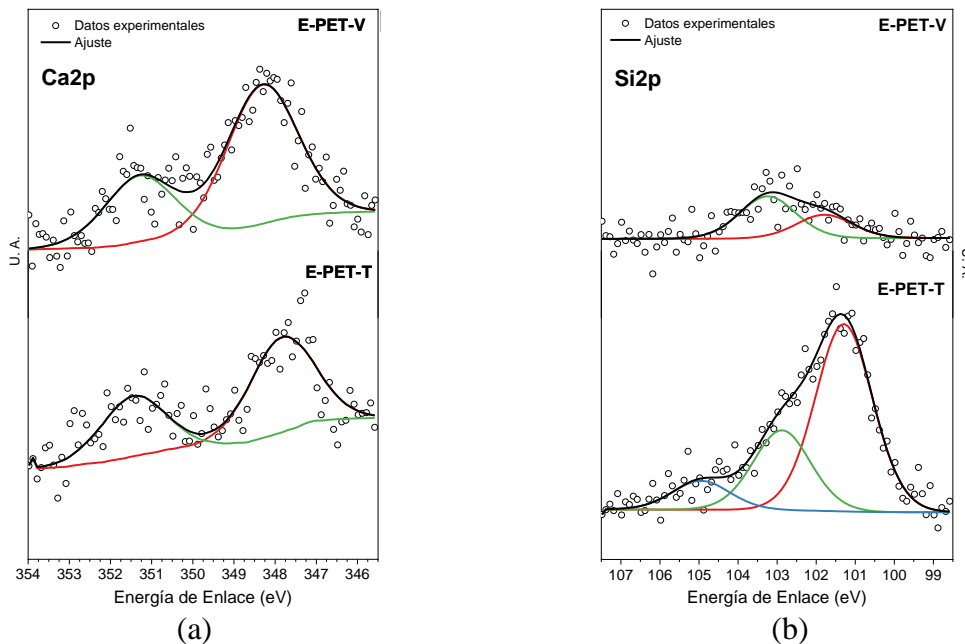 Datos experimentales
Ajuste
E-PET-V
Ca2p
U.A.
E-PET-T
354 353 352 351 350 349 348 347 346
Energía de Enlace (eV)
(a)
Datos experimentales
Ajuste
E-PET-V
Si2p
E-PET-T
107 106 105 104 103 102 101 100 99
Energía de Enlace (eV)
(b)